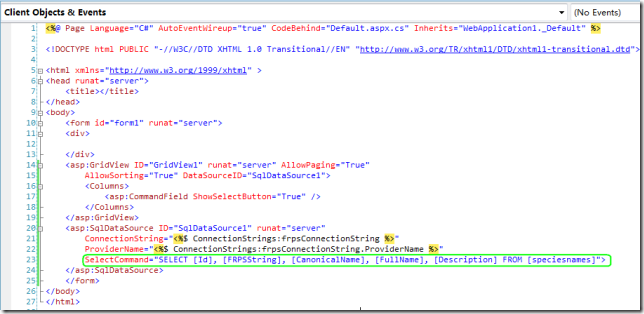 Client Objects & Events
(No Events)
1 <%@ Page Language="C#" AutoEventWireup="true" CodeBehind="Default.aspx.cs" Inherits="WebApplication1._Default" %>
2
3 <!DOCTYPE html PUBLIC "-//W3C//DTD XHTML 1.0 Transitional//EN" "http://www.w3.org/TR/xhtml1/DTD/xhtml1-transitional.dtd">
4
5 <html xmlns="http://www.w3.org/1999/xhtml" >
6 <head runat="server">
7 <title></title>
8 </head>
9 <body>
10 <form id="form1" runat="server">
11 <div>
12
13 </div>
14 <asp:GridView ID="GridView1" runat="server" AllowPaging="True"
15 AllowSorting="True" DataSourceID="SqlDataSource1">
16 <Columns>
17 <asp:CommandField ShowSelectButton="True" />
18 </Columns>
19 </asp:GridView>
20 <asp:SqlDataSource ID="SqlDataSource1" runat="server"
21 ConnectionString="<%$ ConnectionStrings:frpsConnectionString %>"
22 ProviderName="<%$ ConnectionStrings:frpsConnectionString.ProviderName %>"
23 SelectCommand="SELECT [Id], [FRPSString], [CanonicalName], [FullName], [Description] FROM [speciesnames]">
24 </asp:SqlDataSource>
25 </form>
26 </body>
27 </html>